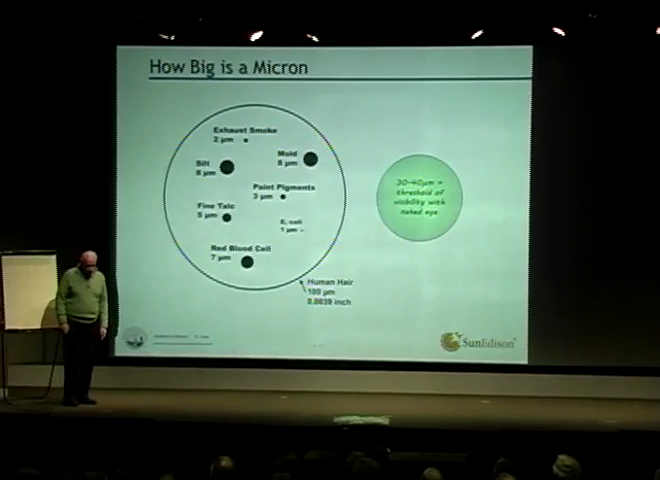 How Big is a Micron
Exhaust Smoke
2 µm
Mold
8 µm
Silt
8 µm
Paint Pigments
3 µm
Fine Talc
5 µm
E. coli
1 µm
Red Blood Cell
7 µm
Human Hair
100 µm
0.0039 inch
30-40µm =
threshold of
visibility with
naked eye
SunEdison